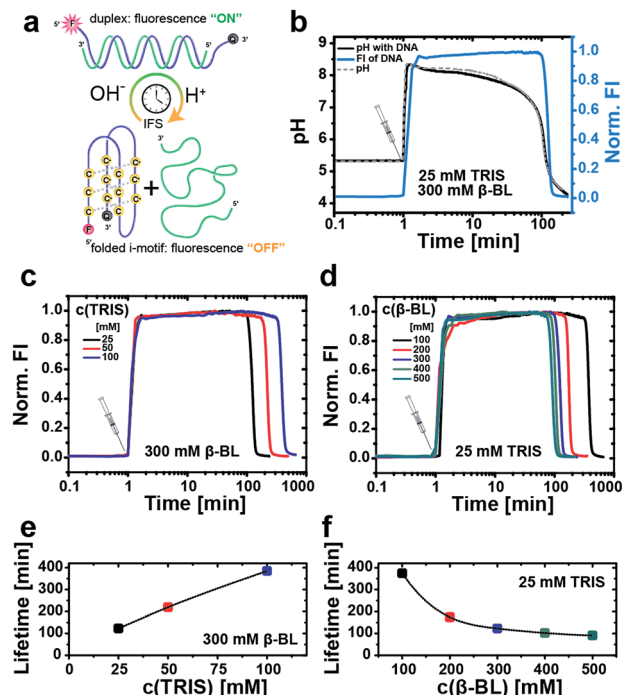 a
duplex: fluorescence “ON”
F
5'
3'
5'
Q
3'
OH⁻
H⁺
IFS
3'
5'
C C C C
C C C C
C C C C
Q
F
3'
5'
folded i-motif: fluorescence “OFF”
b
pH with DNA
FI of DNA
pH
9
8
7
6
5
4
pH
1.0
0.8
0.6
0.4
0.2
0.0
Norm. FI
25 mM TRIS
300 mM β-BL
0.1 1 10 100
Time [min]
c
c(TRIS)
[mM]
25
50
100
1.0
0.8
0.6
0.4
0.2
0.0
Norm. FI
300 mM β-BL
0.1 1 10 100 1000
Time [min]
d
c(β-BL)
[mM]
100
200
300
400
500
1.0
0.8
0.6
0.4
0.2
0.0
Norm. FI
25 mM TRIS
0.1 1 10 100 1000
Time [min]
e
400
300
200
100
0
Lifetime [min]
300 mM β-BL
25 50 75 100
c(TRIS) [mM]
f
400
300
200
100
0
Lifetime [min]
25 mM TRIS
100 200 300 400 500
c(β-BL) [mM]